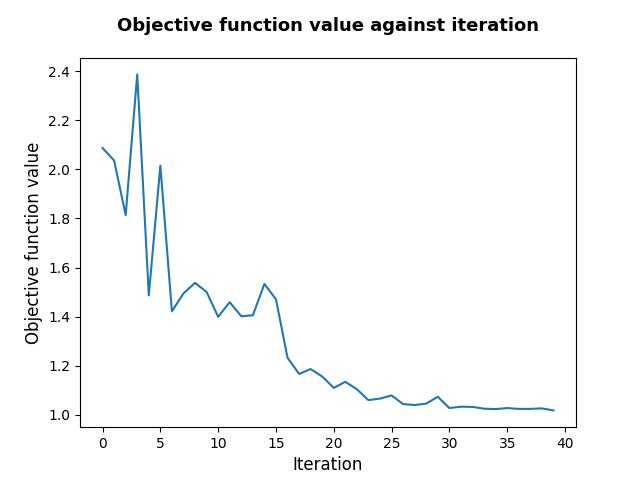 Objective function value against iteration
2.4
2.2
2.0
1.8
1.6
1.4
1.2
1.0
Objective function value
0 5 10 15 20 25 30 35 40
Iteration